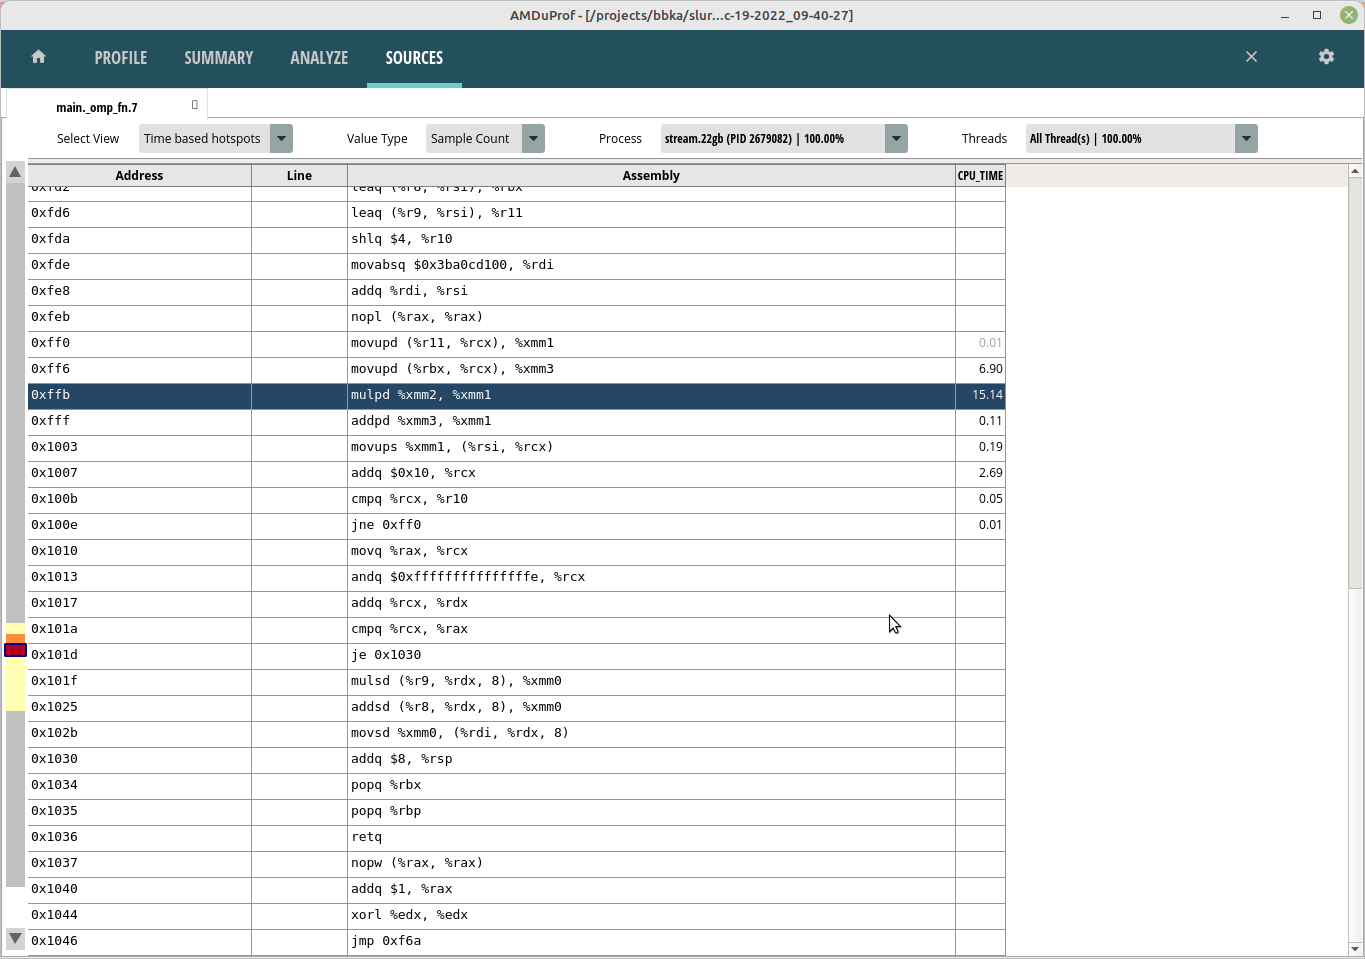 AMDuProf - [/projects/bbka/slur...c-19-2022_09-40-27]
PROFILE SUMMARY ANALYZE SOURCES
main._omp_fn.7
Select View Time based hotspots Value Type Sample Count Process stream.22gb (PID 2679082) | 100.00% Threads All Thread(s) | 100.00%
Address Line Assembly CPU_TIME
0xfd2 leaq (%r8, %rsi), %rbx
0xfd6 leaq (%r9, %rsi), %r11
0xfda shlq $4, %r10
0xfde movabsq $0x3ba0cd100, %rdi
0xfe8 addq %rdi, %rsi
0xfeb nopl (%rax, %rax)
0xff0 movupd (%r11, %rcx), %xmm1 0.01
0xff6 movupd (%rbx, %rcx), %xmm3 6.90
0xffb mulpd %xmm2, %xmm1 15.14
0xfff addpd %xmm3, %xmm1 0.11
0x1003 movups %xmm1, (%rsi, %rcx) 0.19
0x1007 addq $0x10, %rcx 2.69
0x100b cmpq %rcx, %r10 0.05
0x100e jne 0xff0 0.01
0x1010 movq %rax, %rcx
0x1013 andq $0xfffffffffffffffe, %rcx
0x1017 addq %rcx, %rdx
0x101a cmpq %rcx, %rax
0x101d je 0x1030
0x101f mulsd (%r9, %rdx, 8), %xmm0
0x1025 addsd (%r8, %rdx, 8), %xmm0
0x102b movsd %xmm0, (%rdi, %rdx, 8)
0x1030 addq $8, %rsp
0x1034 popq %rbx
0x1035 popq %rbp
0x1036 retq
0x1037 nopw (%rax, %rax)
0x1040 addq $1, %rax
0x1044 xorl %edx, %edx
0x1046 jmp 0xf6a